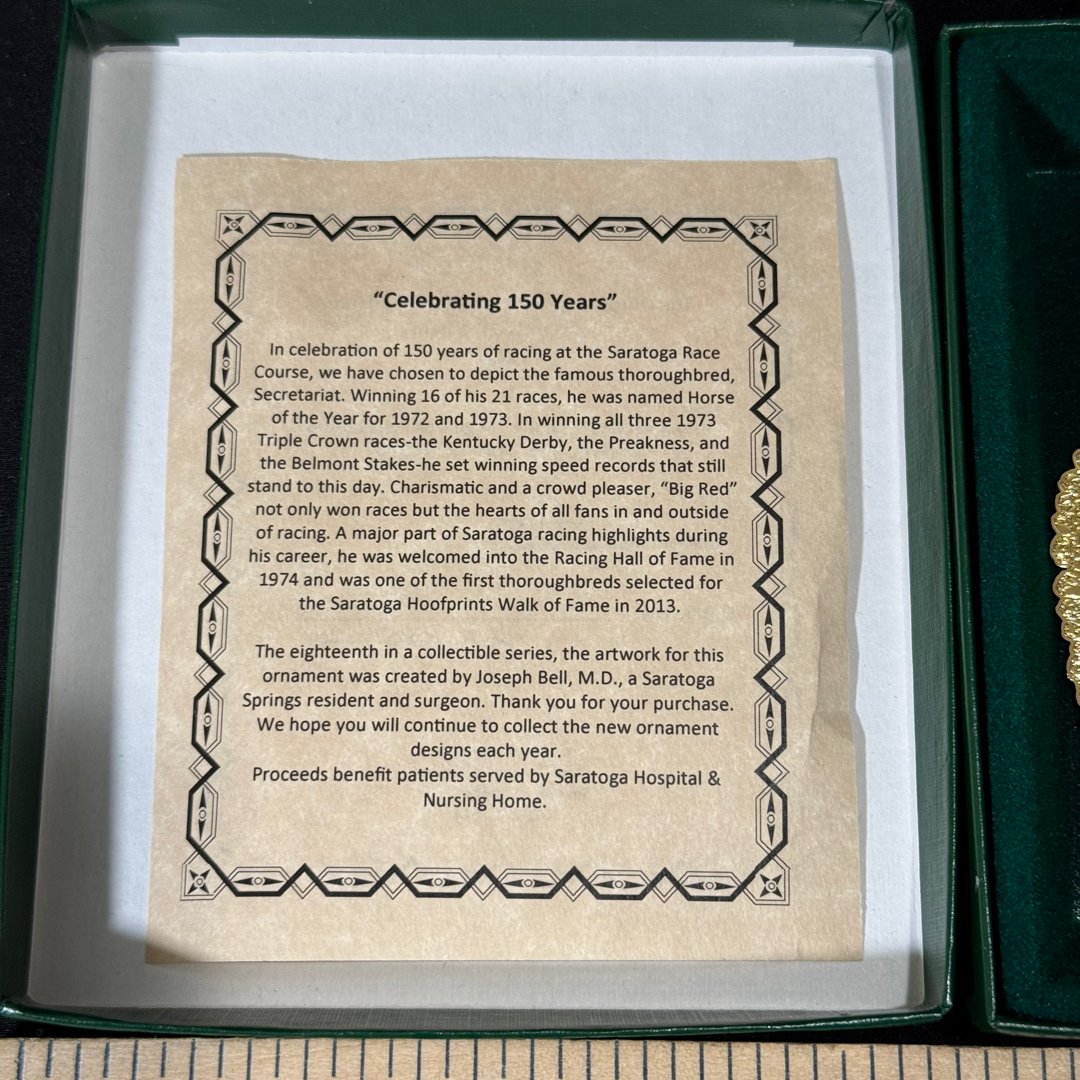 “Celebrating 150 Years”
In celebration of 150 years of racing at the Saratoga Race
Course, we have chosen to depict the famous thoroughbred,
Secretariat. Winning 16 of his 21 races, he was named Horse
of the Year for 1972 and 1973. In winning all three 1973
Triple Crown races-the Kentucky Derby, the Preakness, and
the Belmont Stakes-he set winning speed records that still
stand to this day. Charismatic and a crowd pleaser, “Big Red”
not only won races but the hearts of all fans in and outside
of racing. A major part of Saratoga racing highlights during
his career, he was welcomed into the Racing Hall of Fame in
1974 and was one of the first thoroughbreds selected for
the Saratoga Hoofprints Walk of Fame in 2013.
The eighteenth in a collectible series, the artwork for this
ornament was created by Joseph Bell, M.D., a Saratoga
Springs resident and surgeon. Thank you for your purchase.
We hope you will continue to collect the new ornament
designs each year.
Proceeds benefit patients served by Saratoga Hospital &
Nursing Home.